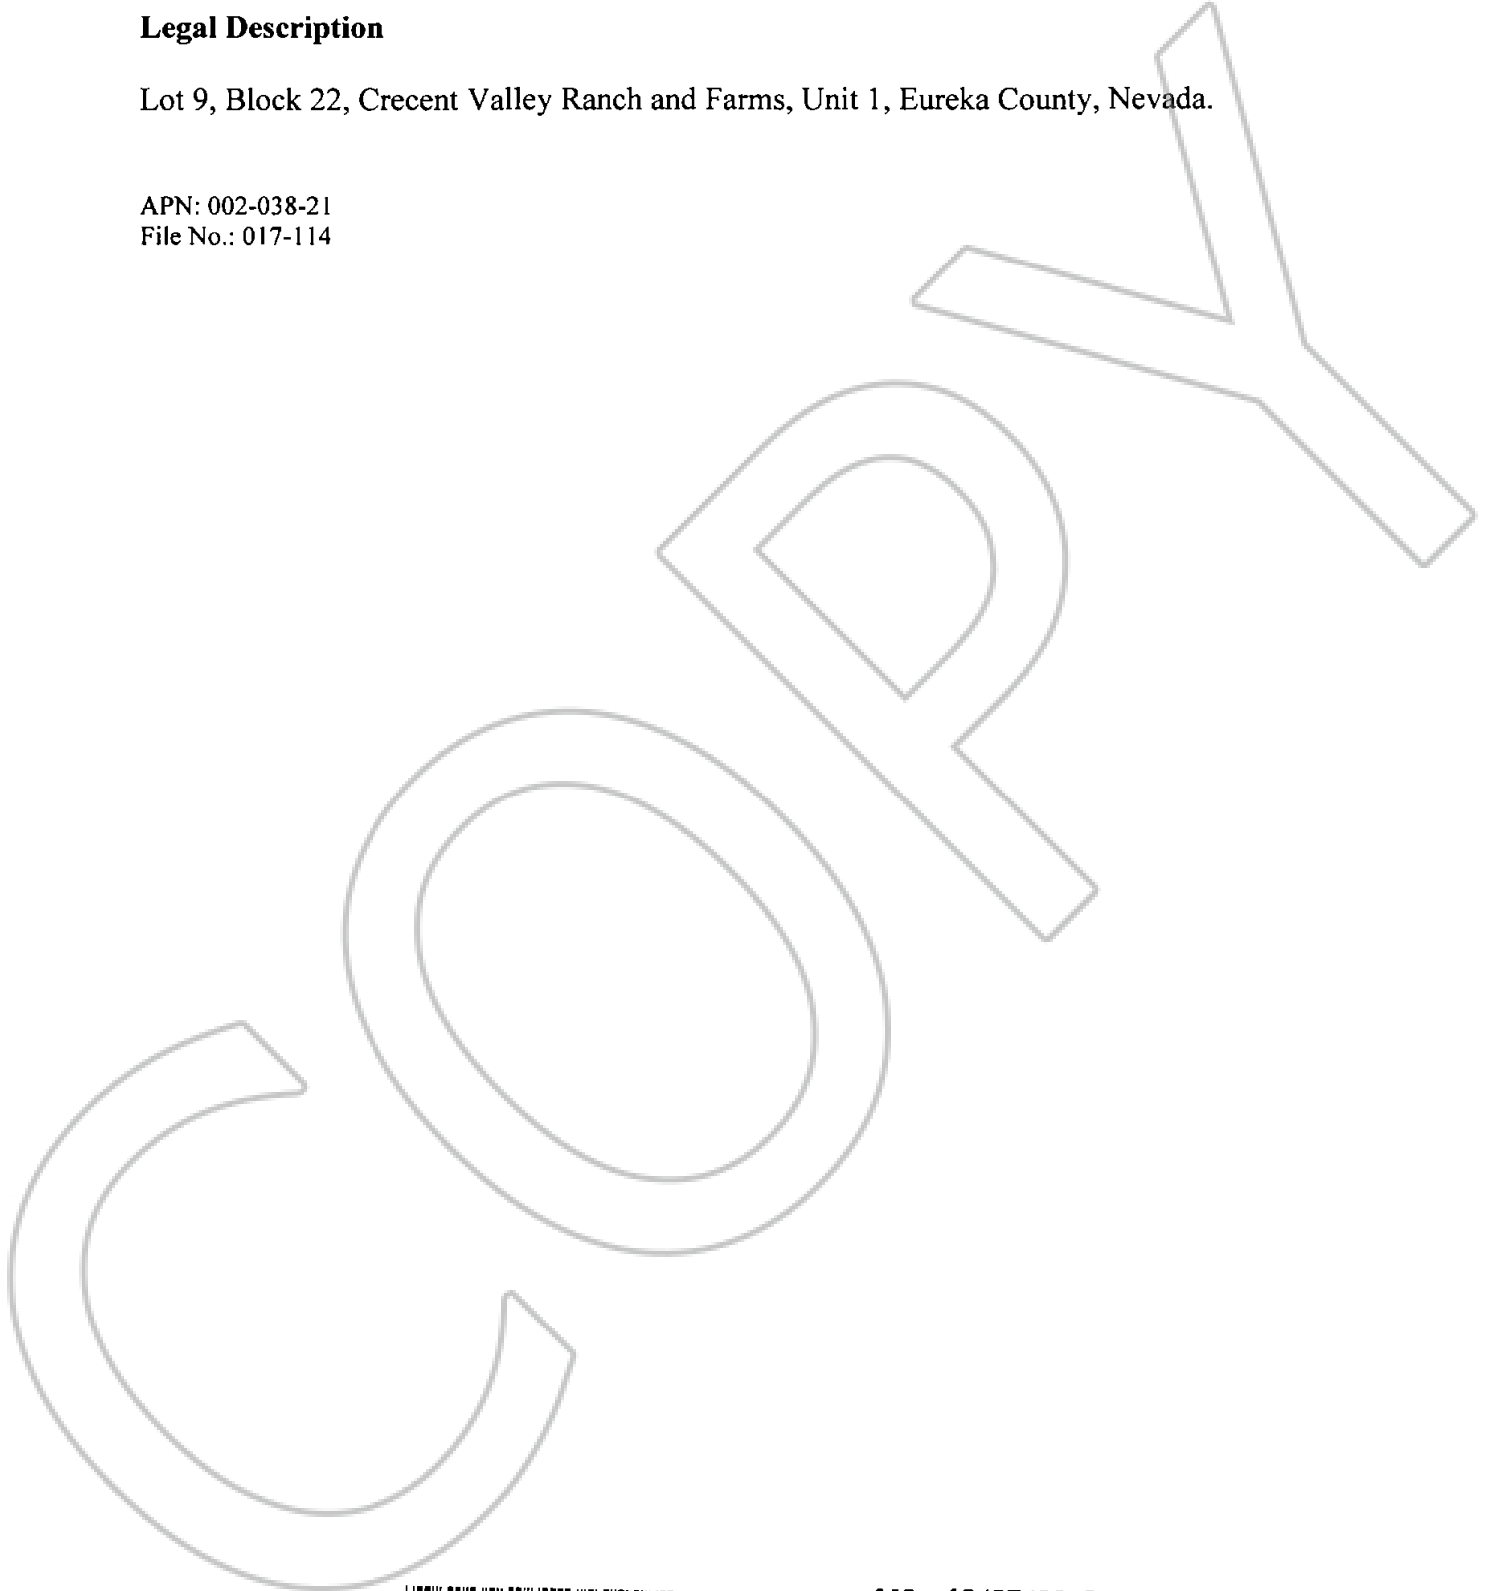 Legal Description
Lot 9, Block 22, Crecent Valley Ranch and Farms, Unit 1, Eureka County, Nevada.
APN: 002-038-21
File No.: 017-114
COPY